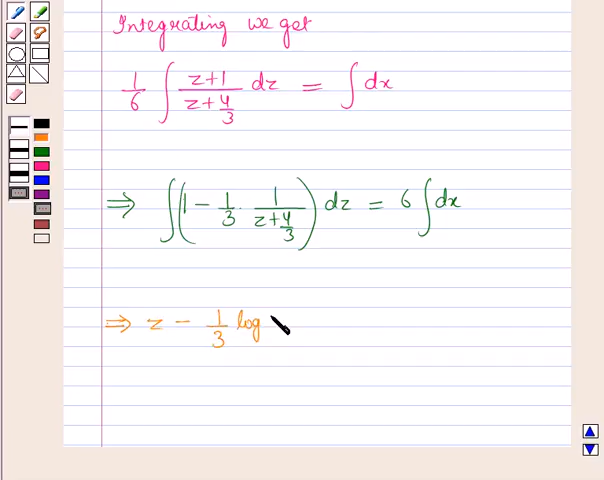 Integrating we get
1/6 ∫ z+1/z+4/3 dz = ∫ dx
⇒ ∫ (1 − 1/3 · 1/z+4/3) dz = 6 ∫ dx
⇒ z − 1/3 log